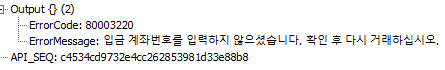 Output {} (2)
ErrorCode: 80003220
ErrorMessage: 입금 계좌번호를 입력하지 않으셨습니다. 확인 후 다시 거래하십시오.
API_SEQ: c4534cd9732e4cc262853981d33e88b8